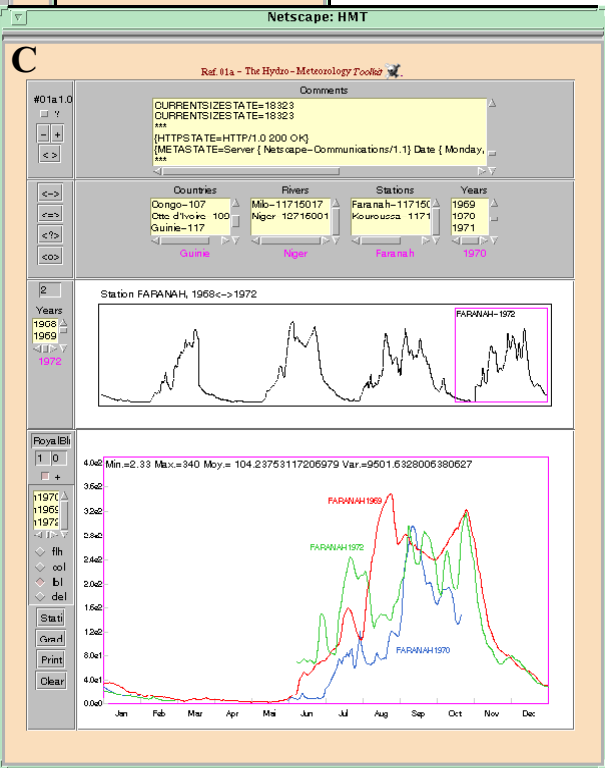 Netscape: HMT
C
Ref. 01a - The Hydro-Meteorology Toolkit
Comments
#01a1.0
?
- +
< >
CURRENTSIZESTATE=18323
CURRENTSIZESTATE=18323
***
{HTTPSTATE=HTTP/1.0 200 OK}
{METASTATE=Server { Netscape-Communications/1.1} Date { Monday,
***
<->
<=>
<?>
<o>
Countries Rivers Stations Years
Congo-107 Milo-11715017 Faranah-11715 1969
Cote d'Ivoire 109 Niger 12715001 Kouroussa 1171 1970
Guinie-117 1971
Guinie Niger Faranah 1970
2
Years
1968
1969
1972
Station FARANAH, 1968<->1972
FARANAH-1972
RoyalBl
1 0
+
1970
1969
1972
flh
col
lbl
del
Stati
Grad
Print
Clear
Min.=2.33 Max.=340 Moy.= 104.23753117206979 Var.=9501.6328006380627
4.0e2
3.6e2
3.2e2
2.8e2
2.4e2
2.0e2
1.6e2
1.2e2
8.0e1
4.0e1
0.0e0
FARANAH1969
FARANAH1972
FARANAH1970
Jan Feb Mar Apr Mai Jun Jul Aug Sep Oct Nov Dec